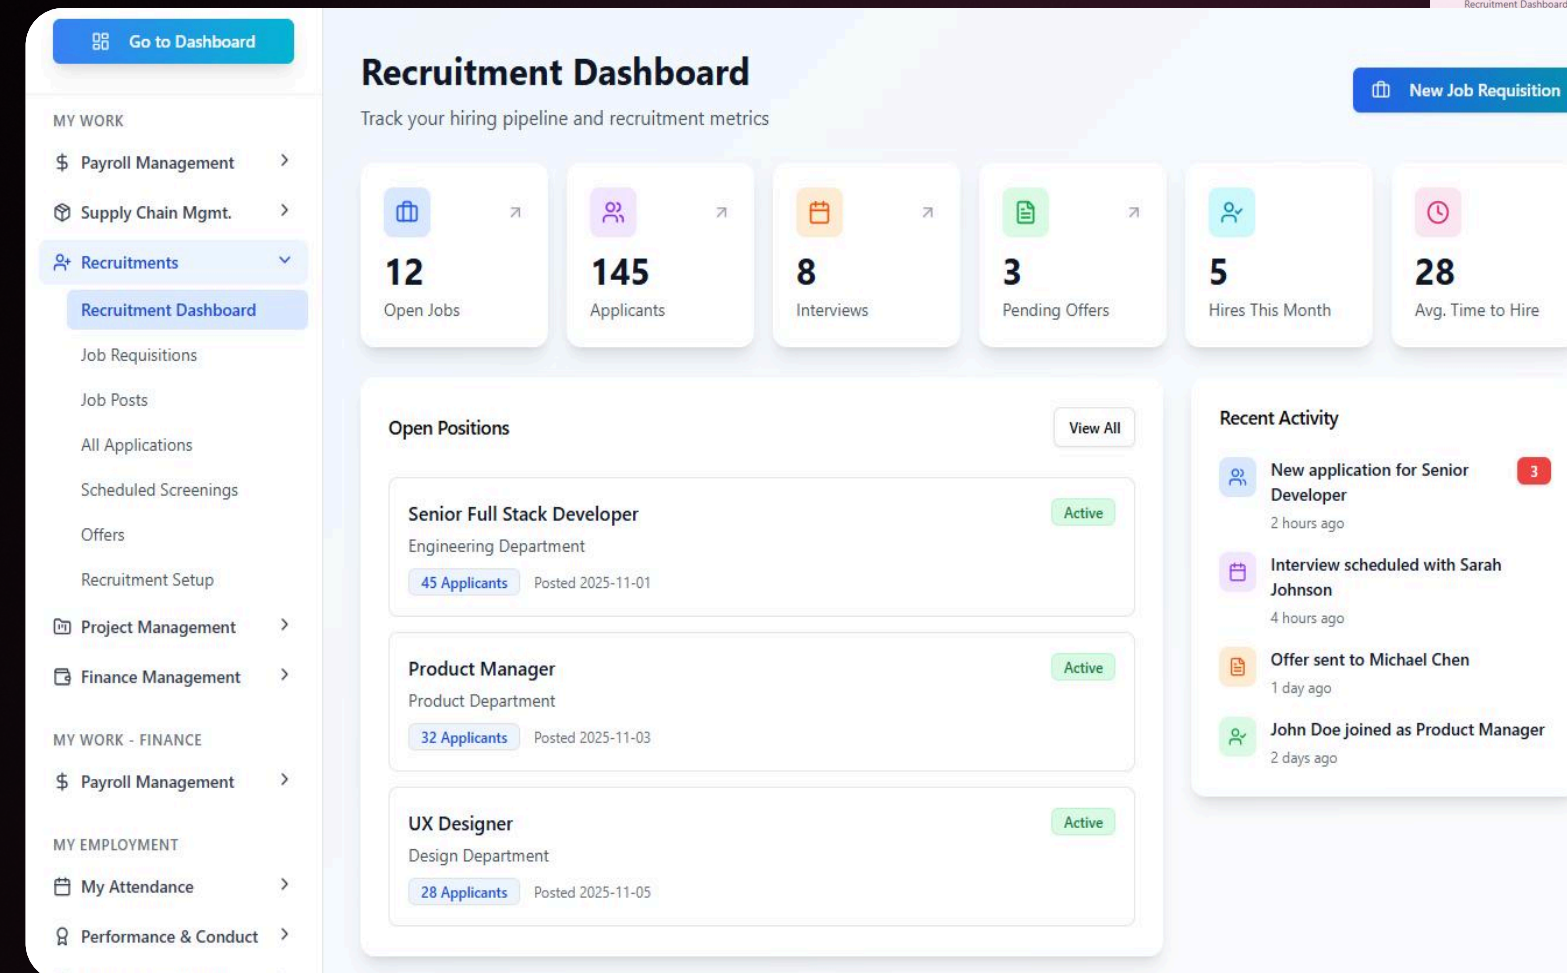 Recruitment Dashboard
Go to Dashboard
MY WORK
Payroll Management
Supply Chain Mgmt.
Recruitments
Recruitment Dashboard
Job Requisitions
Job Posts
All Applications
Scheduled Screenings
Offers
Recruitment Setup
Project Management
Finance Management
MY WORK - FINANCE
Payroll Management
MY EMPLOYMENT
My Attendance
Performance & Conduct
Recruitment Dashboard
Track your hiring pipeline and recruitment metrics
New Job Requisition
12
Open Jobs
145
Applicants
8
Interviews
3
Pending Offers
5
Hires This Month
28
Avg. Time to Hire
Open Positions
View All
Senior Full Stack Developer
Active
Engineering Department
45 Applicants Posted 2025-11-01
Product Manager
Active
Product Department
32 Applicants Posted 2025-11-03
UX Designer
Active
Design Department
28 Applicants Posted 2025-11-05
Recent Activity
New application for Senior
Developer
3
2 hours ago
Interview scheduled with Sarah
Johnson
4 hours ago
Offer sent to Michael Chen
1 day ago
John Doe joined as Product Manager
2 days ago